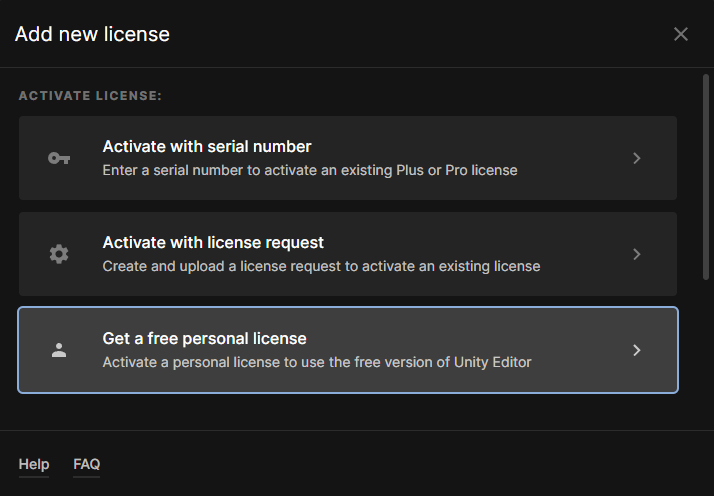 Add new license
ACTIVATE LICENSE:
Activate with serial number
Enter a serial number to activate an existing Plus or Pro license
Activate with license request
Create and upload a license request to activate an existing license
Get a free personal license
Activate a personal license to use the free version of Unity Editor
Help FAQ